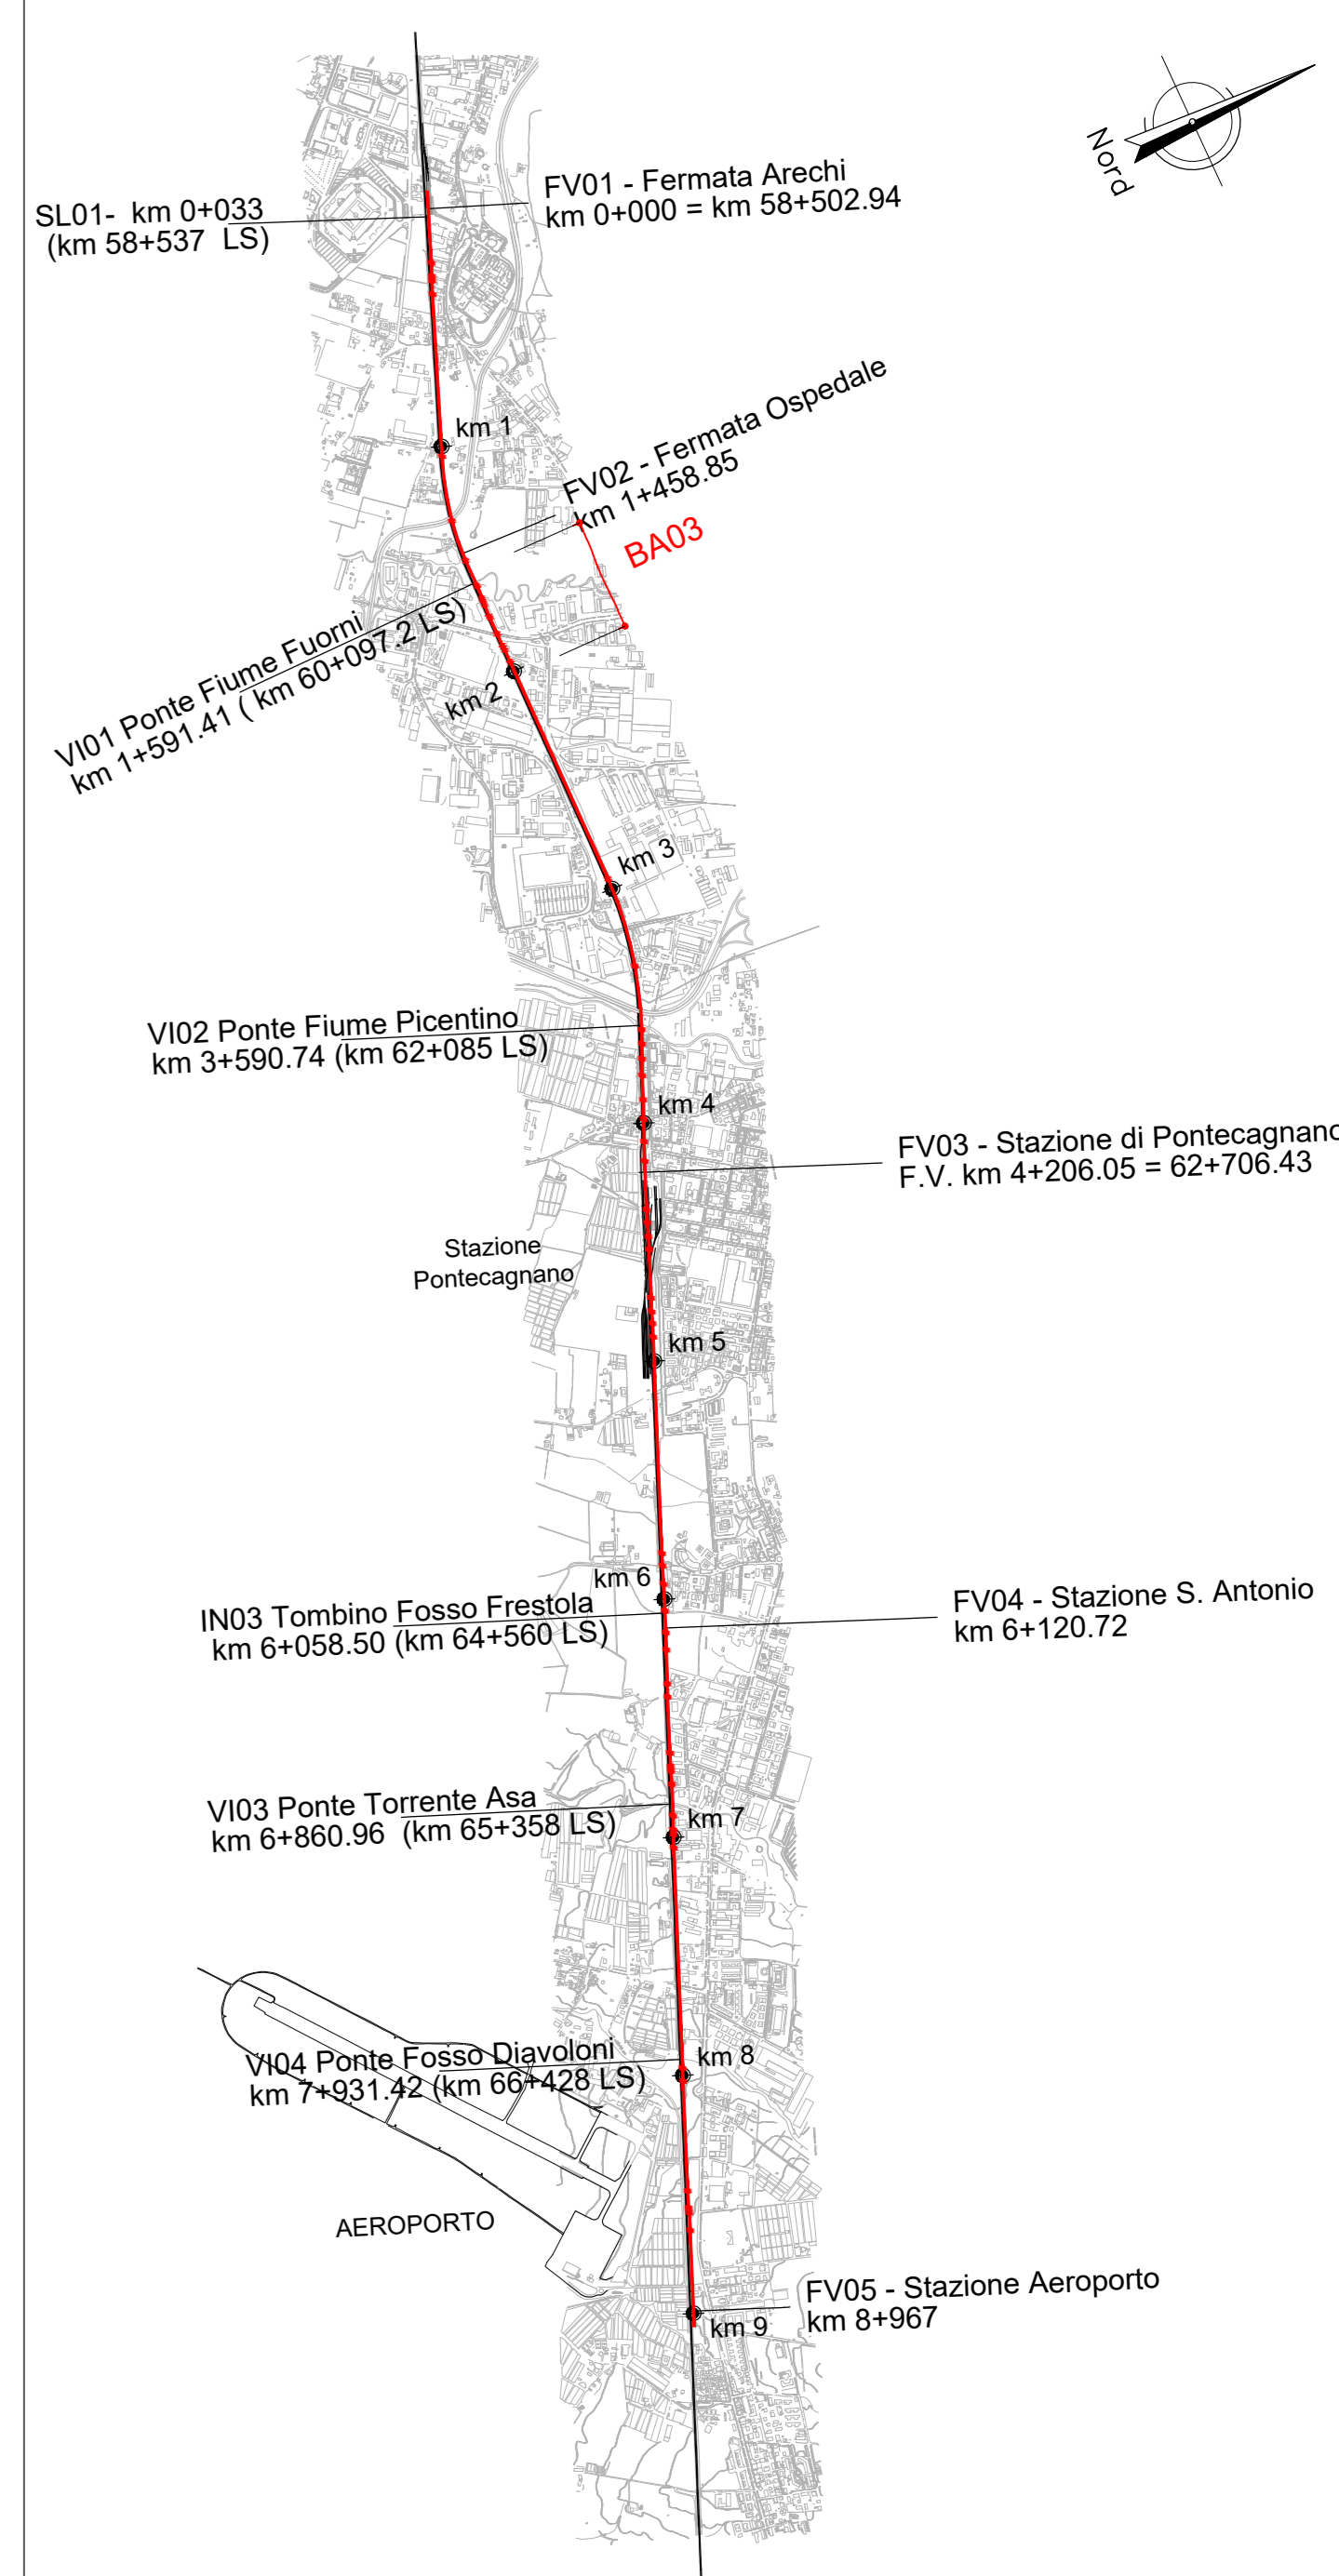 Nord
FV01 - Fermata Arechi
km 0+000 = km 58+502.94
SL01- km 0+033
(km 58+537 LS)
km 1
FV02 - Fermata Ospedale
km 1+458.85
BA03
VI01 Ponte Fiume Fuorni
km 1+591.41 ( km 60+097.2 LS)
km 2
km 3
VI02 Ponte Fiume Picentino
km 3+590.74 (km 62+085 LS)
km 4
FV03 - Stazione di Pontecagnano
F.V. km 4+206.05 = 62+706.43
Stazione
Pontecagnano
km 5
km 6
IN03 Tombino Fosso Frestola
km 6+058.50 (km 64+560 LS)
FV04 - Stazione S. Antonio
km 6+120.72
VI03 Ponte Torrente Asa
km 6+860.96 (km 65+358 LS)
km 7
VI04 Ponte Fosso Diavoloni
km 7+931.42 (km 66+428 LS)
km 8
AEROPORTO
FV05 - Stazione Aeroporto
km 8+967
km 9